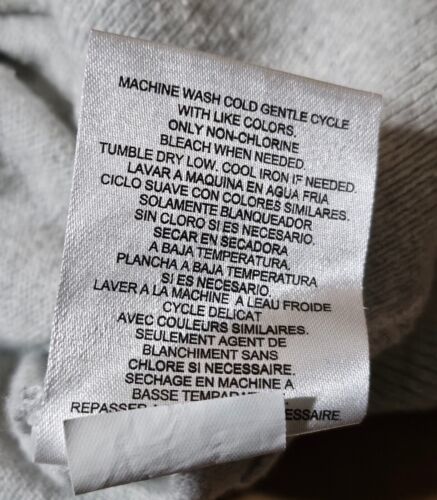 MACHINE WASH COLD GENTLE CYCLE
WITH LIKE COLORS.
ONLY NON-CHLORINE
BLEACH WHEN NEEDED.
TUMBLE DRY LOW. COOL IRON IF NEEDED.
LAVAR A MAQUINA EN AGUA FRIA
CICLO SUAVE CON COLORES SIMILARES.
SOLAMENTE BLANQUEADOR
SIN CLORO SI ES NECESARIO.
SECAR EN SECADORA
A BAJA TEMPERATURA.
PLANCHA A BAJA TEMPERATURA
SI ES NECESARIO.
LAVER A LA MACHINE A LEAU FROIDE
CYCLE DELICAT
AVEC COULEURS SIMILAIRES.
SEULEMENT AGENT DE
BLANCHIMENT SANS
CHLORE SI NECESSAIRE.
SECHAGE EN MACHINE A
BASSE
REPASSER